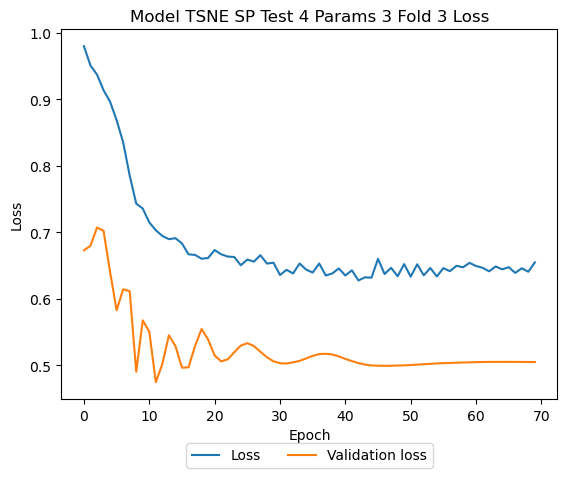 Model TSNE SP Test 4 Params 3 Fold 3 Loss
1.0
0.9
0.8
0.7
0.6
0.5
Loss
0 10 20 30 40 50 60 70
Epoch
Loss Validation loss